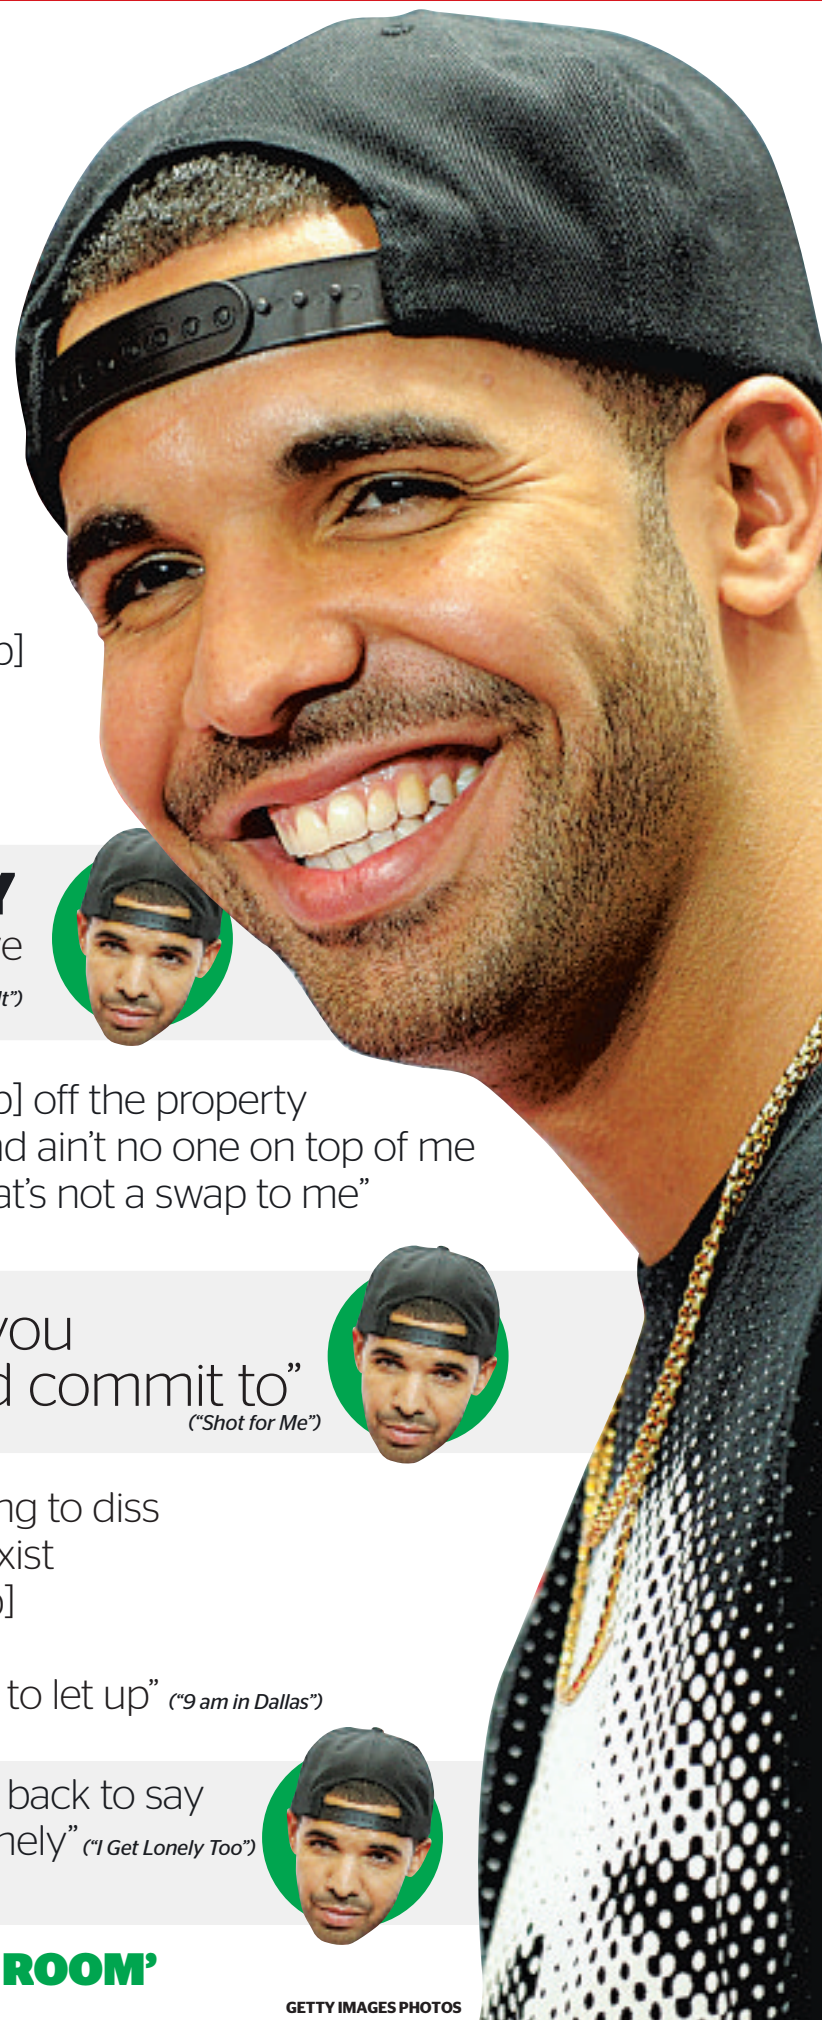 p]
Y
e
It”)
p] off the property
nd ain’t no one on top of me
at’s not a swap to me”
you
d commit to”
(“Shot for Me”)
ng to diss
xist
p]
to let up” (“9 am in Dallas”)
back to say
nely” (“I Get Lonely Too”)
ROOM’
GETTY IMAGES PHOTOS